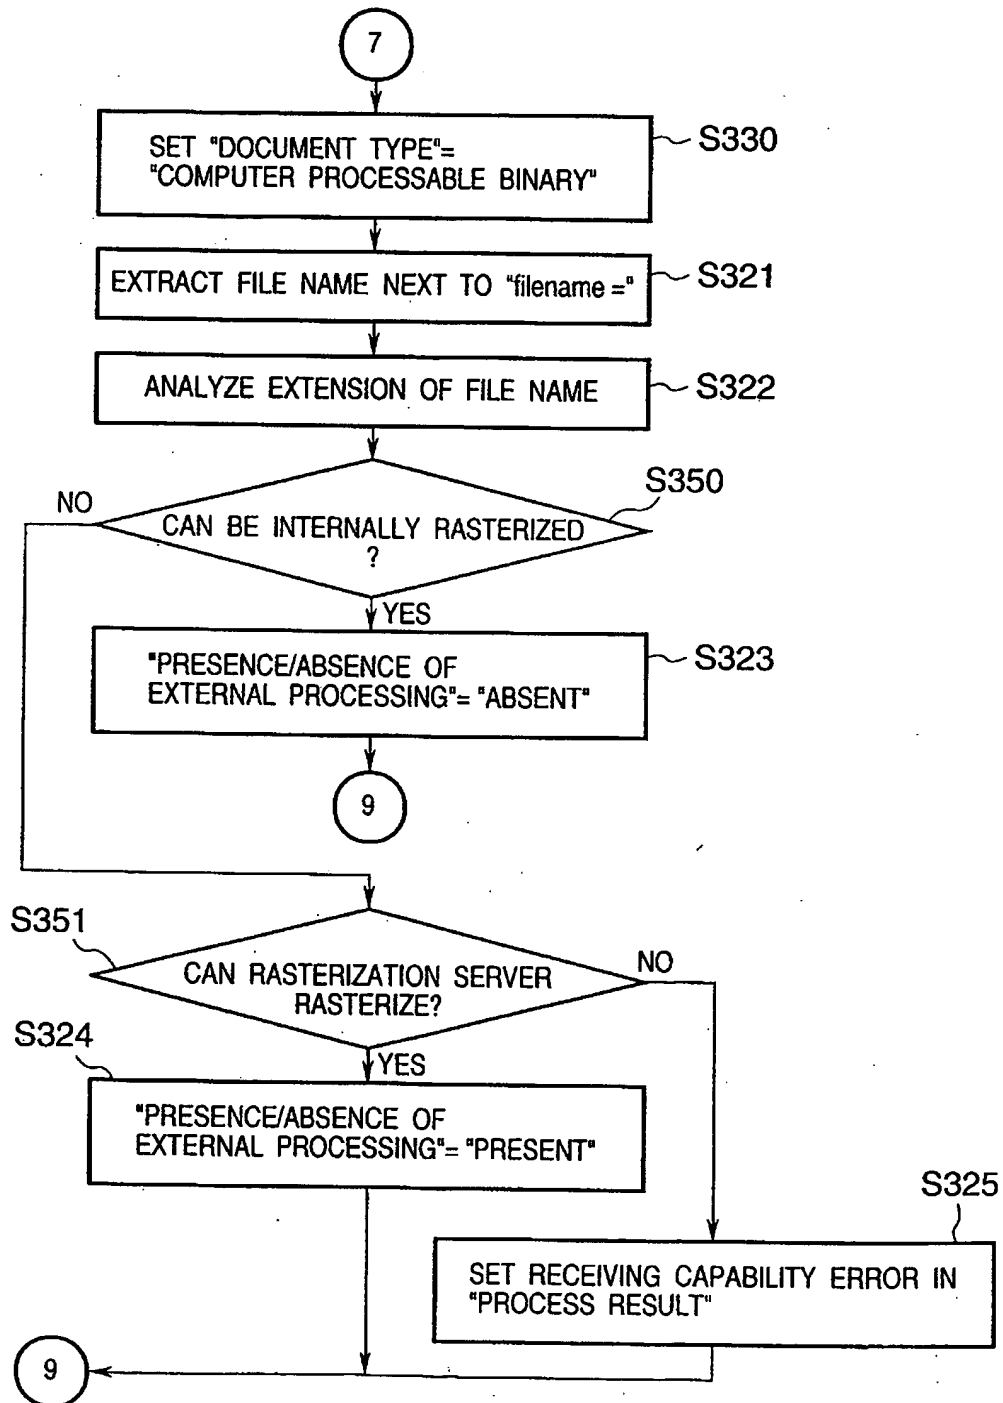 7
SET "DOCUMENT TYPE"=
"COMPUTER PROCESSABLE BINARY"
S330
EXTRACT FILE NAME NEXT TO "filename ="
S321
ANALYZE EXTENSION OF FILE NAME
S322
S350
NO
CAN BE INTERNALLY RASTERIZED
?
YES
"PRESENCE/ABSENCE OF
EXTERNAL PROCESSING"= "ABSENT"
S323
9
S351
CAN RASTERIZATION SERVER
RASTERIZE?
NO
S324
YES
"PRESENCE/ABSENCE OF
EXTERNAL PROCESSING"= "PRESENT"
S325
SET RECEIVING CAPABILITY ERROR IN
"PROCESS RESULT"
9